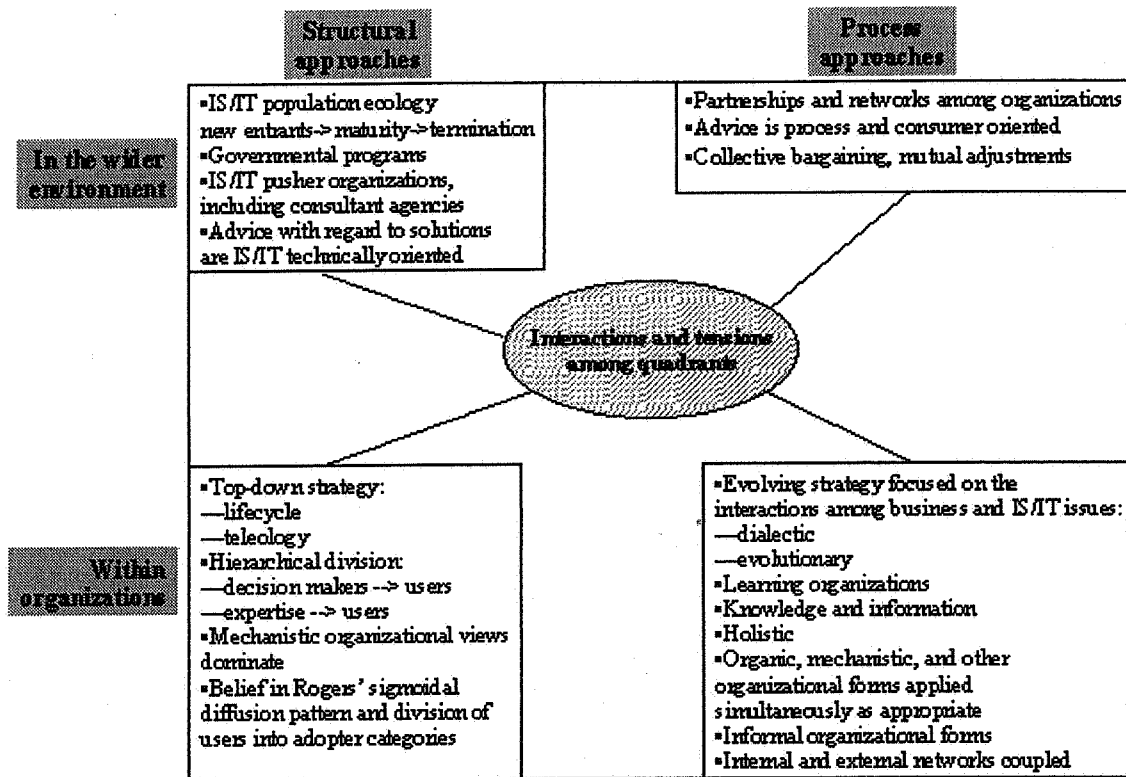 Structural
approaches
Process
approaches
In the wider
environment
▪IS/IT population ecology
new entrants->maturity->termination
▪Governmental programs
▪IS/IT pusher organizations,
including consultant agencies
▪Advice with regard to solutions
are IS/IT technically oriented
▪Partnerships and networks among organizations
▪Advice is process and consumer oriented
▪Collective bargaining, mutual adjustments
Interactions and tensions
among quadrants
Within
organizations
▪Top-down strategy:
—lifecycle
—teleology
▪Hierarchical division:
—decision makers --> users
—expertise --> users
▪Mechanistic organizational views
dominate
▪Belief in Rogers’ sigmoidal
diffusion pattern and division of
users into adopter categories
▪Evolving strategy focused on the
interactions among business and IS/IT issues:
—dialectic
—evolutionary
▪Learning organizations
▪Knowledge and information
▪Holistic
▪Organic, mechanistic, and other
organizational forms applied
simultaneously as appropriate
▪Informal organizational forms
▪Internal and external networks coupled